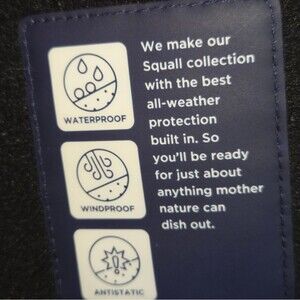 We make our
Squall collection
with the best
all-weather
protection
built in. So
you'll be ready
for just about
anything mother
nature can
dish out.
WATERPROOF
WINDPROOF
ANTISTATIC